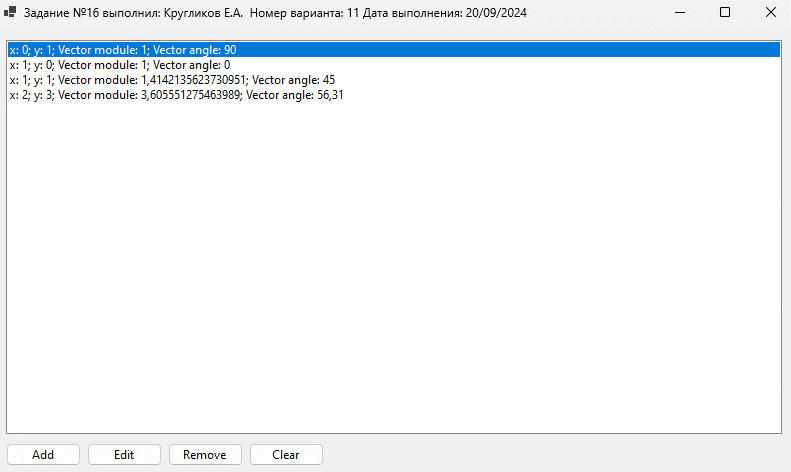 Задание №16 выполнил: Кругликов Е.А.  Номер варианта: 11 Дата выполнения: 20/09/2024
x: 0; y: 1; Vector module: 1; Vector angle: 90
x: 1; y: 0; Vector module: 1; Vector angle: 0
x: 1; y: 1; Vector module: 1,4142135623730951; Vector angle: 45
x: 2; y: 3; Vector module: 3,605551275463989; Vector angle: 56,31
Add Edit Remove Clear